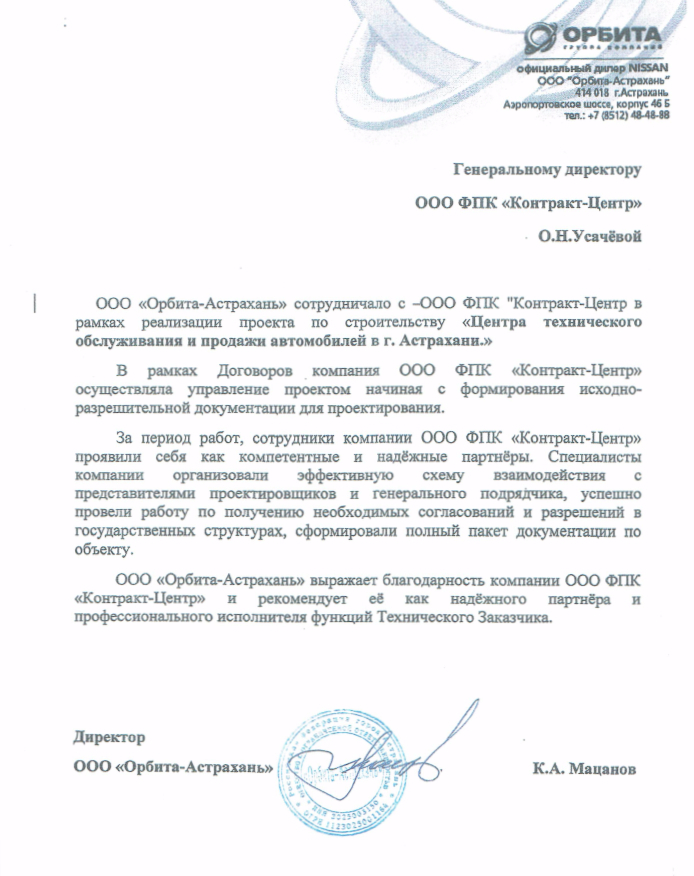 ОРБИТА
ГРУППА КОМПАНИЙ
официальный дилер NISSAN
ООО "Орбита-Астрахань"
414 018 г.Астрахань
Аэропортовское шоссе, корпус 46 Б
тел.: +7 (8512) 48-48-88
Генеральному директору
ООО ФПК «Контракт-Центр»
О.Н.Усачёвой
ООО «Орбита-Астрахань» сотрудничало с –ООО ФПК "Контракт-Центр в
рамках реализации проекта по строительству «Центра технического
обслуживания и продажи автомобилей в г. Астрахани.»
В рамках Договоров компания ООО ФПК «Контракт-Центр»
осуществляла управление проектом начиная с формирования исходно-
разрешительной документации для проектирования.
За период работ, сотрудники компании ООО ФПК «Контракт-Центр»
проявили себя как компетентные и надёжные партнёры. Специалисты
компании организовали эффективную схему взаимодействия с
представителями проектировщиков и генерального подрядчика, успешно
провели работу по получению необходимых согласований и разрешений в
государственных структурах, сформировали полный пакет документации по
объекту.
ООО «Орбита-Астрахань» выражает благодарность компании ООО ФПК
«Контракт-Центр» и рекомендует её как надёжного партнёра и
профессионального исполнителя функций Технического Заказчика.
Директор
ООО «Орбита-Астрахань»
К.А. Мацанов